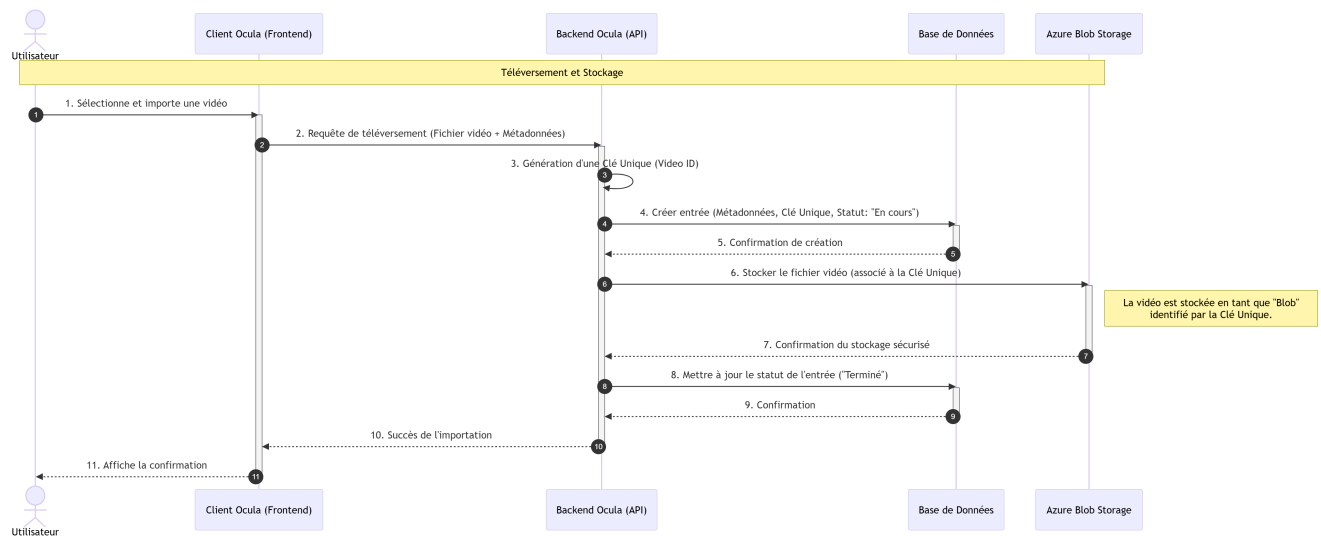 Client Ocula (Frontend)
Backend Ocula (API)
Base de Données
Azure Blob Storage
Utilisateur
Téléversement et Stockage
1
1. Sélectionne et importe une vidéo
2
2. Requête de téléversement (Fichier vidéo + Métadonnées)
3. Génération d'une Clé Unique (Video ID)
3
4
4. Créer entrée (Métadonnées, Clé Unique, Statut: "En cours")
5. Confirmation de création
5
6
6. Stocker le fichier vidéo (associé à la Clé Unique)
La vidéo est stockée en tant que "Blob"
identifié par la Clé Unique.
7. Confirmation du stockage sécurisé
7
8
8. Mettre à jour le statut de l'entrée ("Terminé")
9. Confirmation
9
10. Succès de l'importation
10
11. Affiche la confirmation
11
Client Ocula (Frontend)
Backend Ocula (API)
Base de Données
Azure Blob Storage
Utilisateur